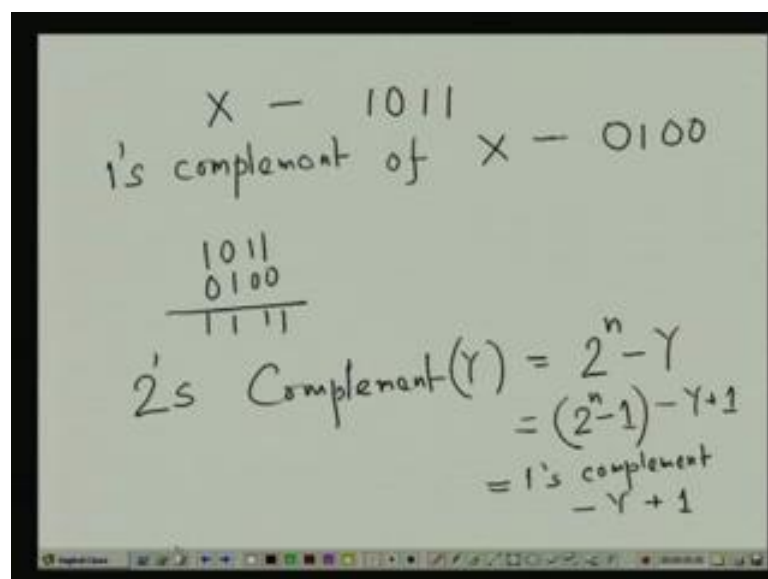 X - 1011
1's complement of X - 0100
1011
0100
1111
2's Complement(Y) = 2^n - Y
= (2^n-1) - Y+1
= 1's complement
- Y + 1